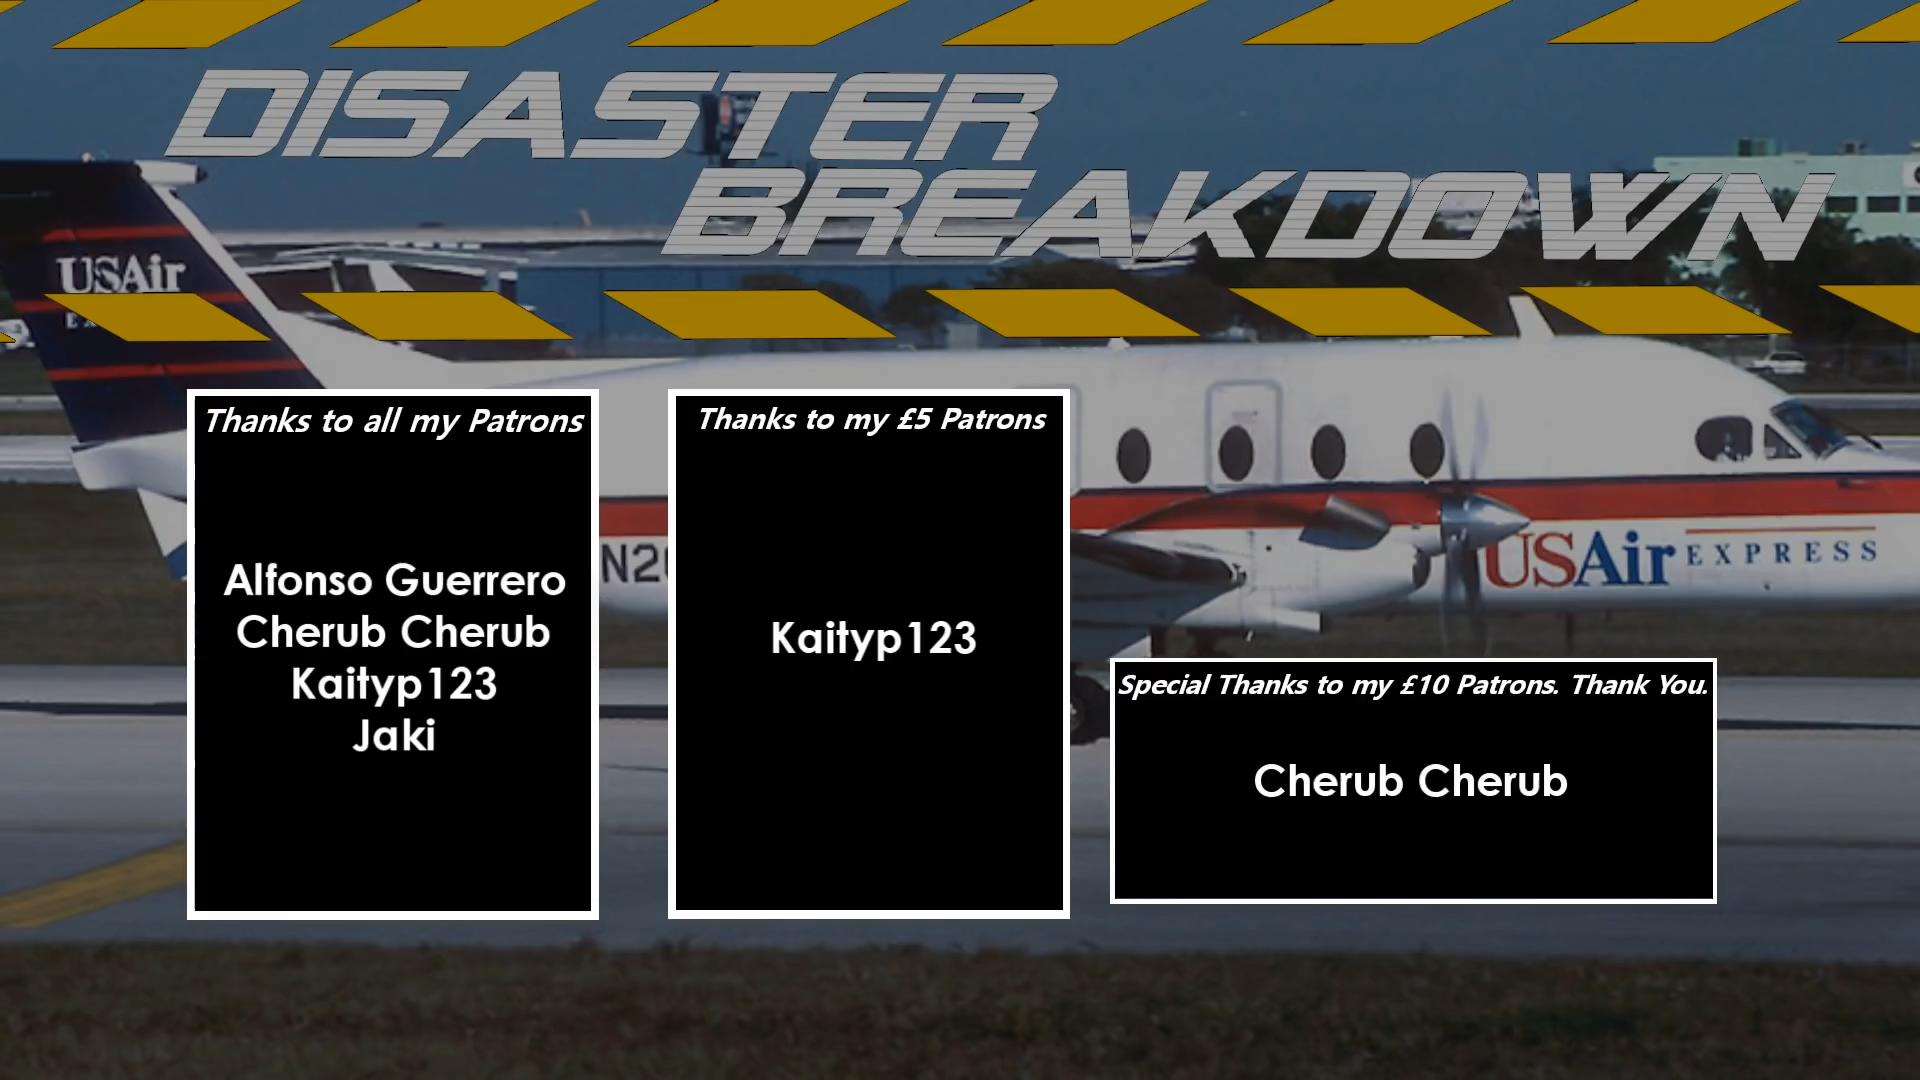 DISASTER
BREAKDOWN
USAir
Thanks to all my Patrons
Alfonso Guerrero
Cherub Cherub
Kaityp123
Jaki
Thanks to my £5 Patrons
Kaityp123
N20
USAir EXPRESS
Special Thanks to my £10 Patrons. Thank You.
Cherub Cherub